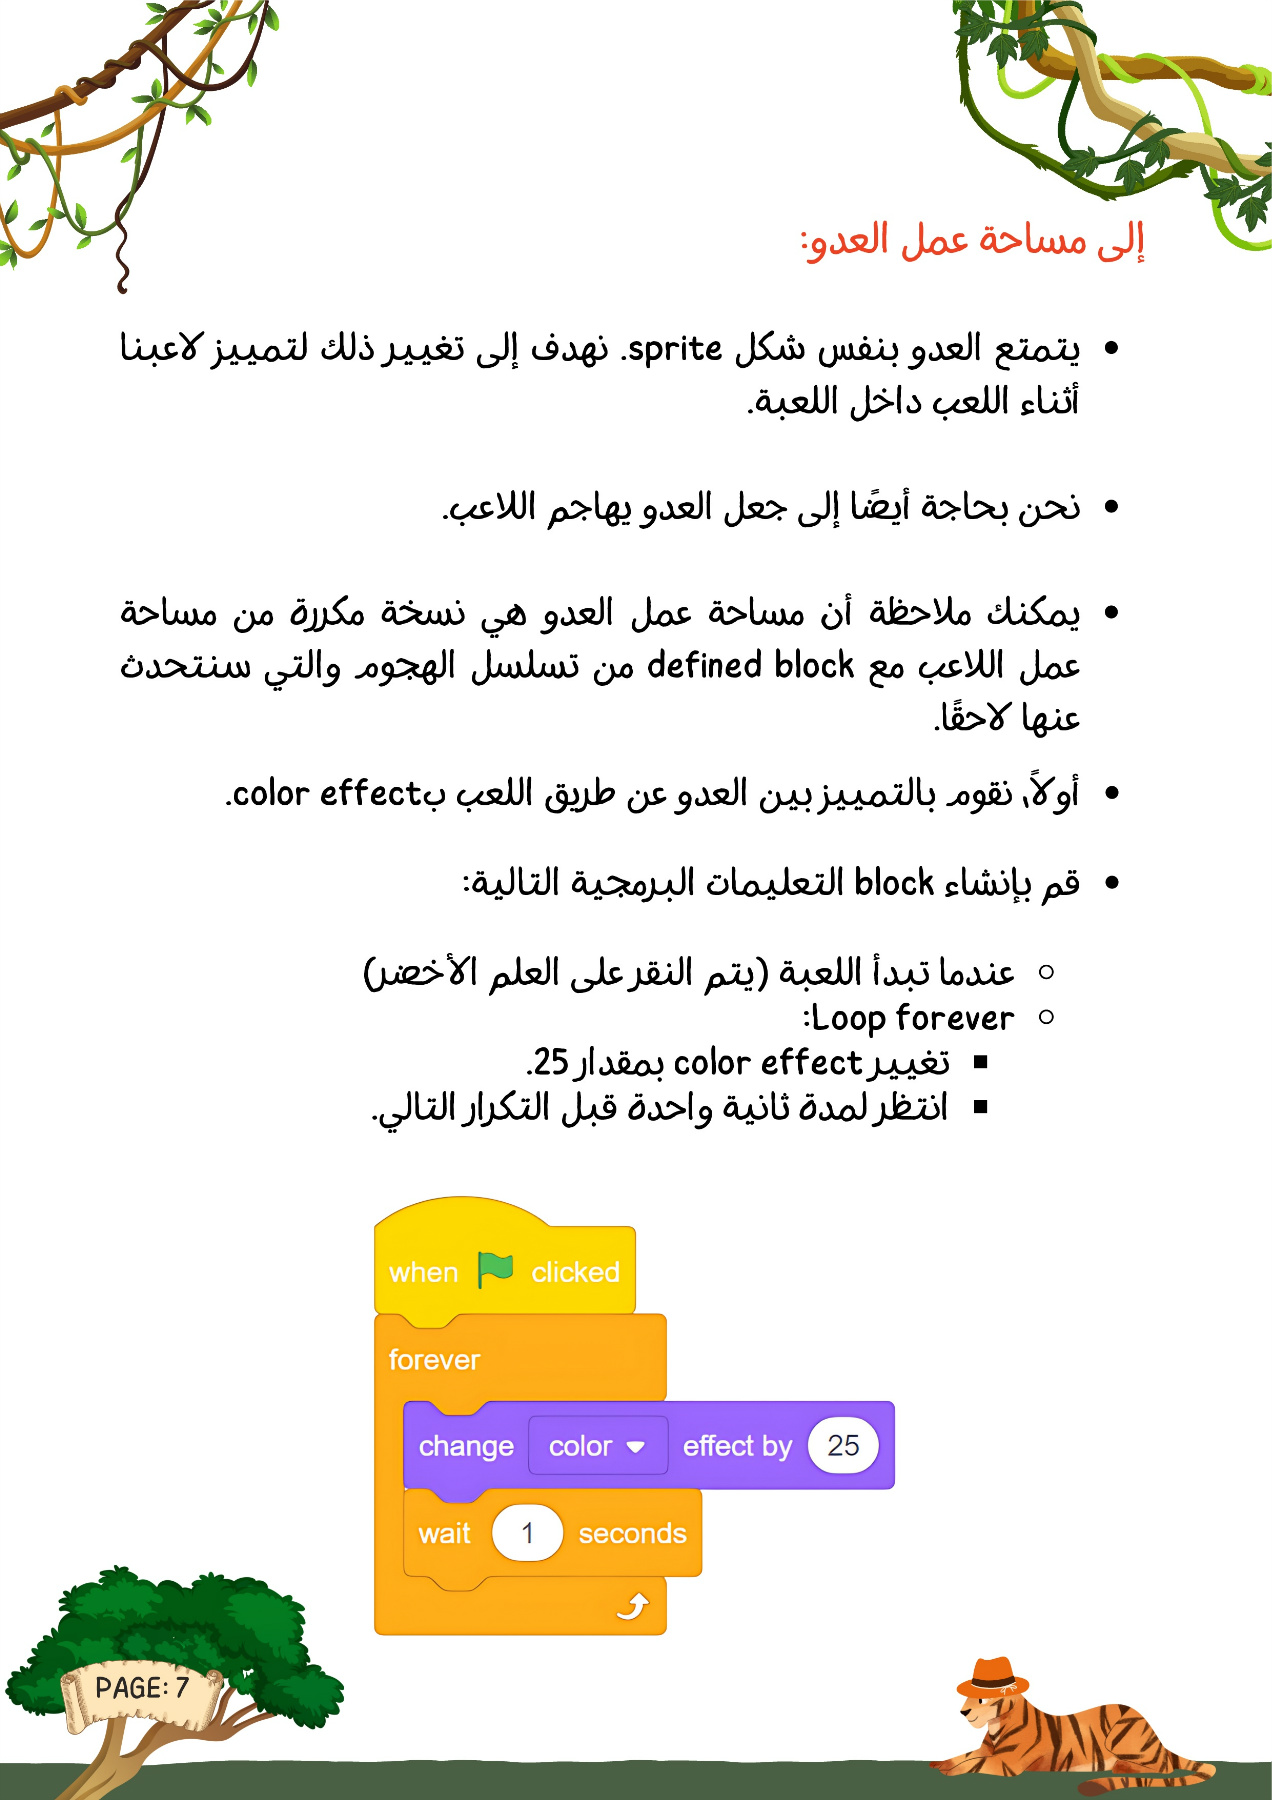 إلى مساحة عمل العدو:
يتمتع العدو بنفس شكل sprite. نهدف إلى تغيير ذلك لتمييز لاعبنا
أثناء اللعب داخل اللعبة.
نحن بحاجة أيضًا إلى جعل العدو يهاجم اللاعب.
يمكنك ملاحظة أن مساحة عمل العدو هي نسخة مكررة من مساحة
عمل اللاعب مع defined block من تسلسل الهجوم والتي سنتحدث
عنها لاحقًا.
أولاً، نقوم بالتمييز بين العدو عن طريق اللعب بcolor effect.
قم بإنشاء block التعليمات البرمجية التالية:
عندما تبدأ اللعبة (يتم النقر على العلم الأخضر)
Loop forever:
تغيير color effect بمقدار 25.
انتظر لمدة ثانية واحدة قبل التكرار التالي.
when clicked
forever
change color effect by 25
wait 1 seconds
PAGE: 7